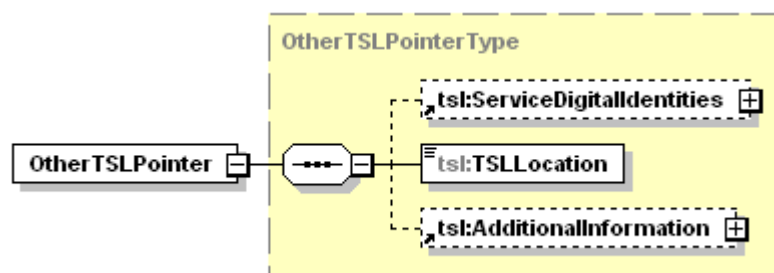 OtherTSLPointerType
tsl:ServiceDigitalIdentities
OtherTSLPointer
tsl:TSLLocation
tsl:AdditionalInformation